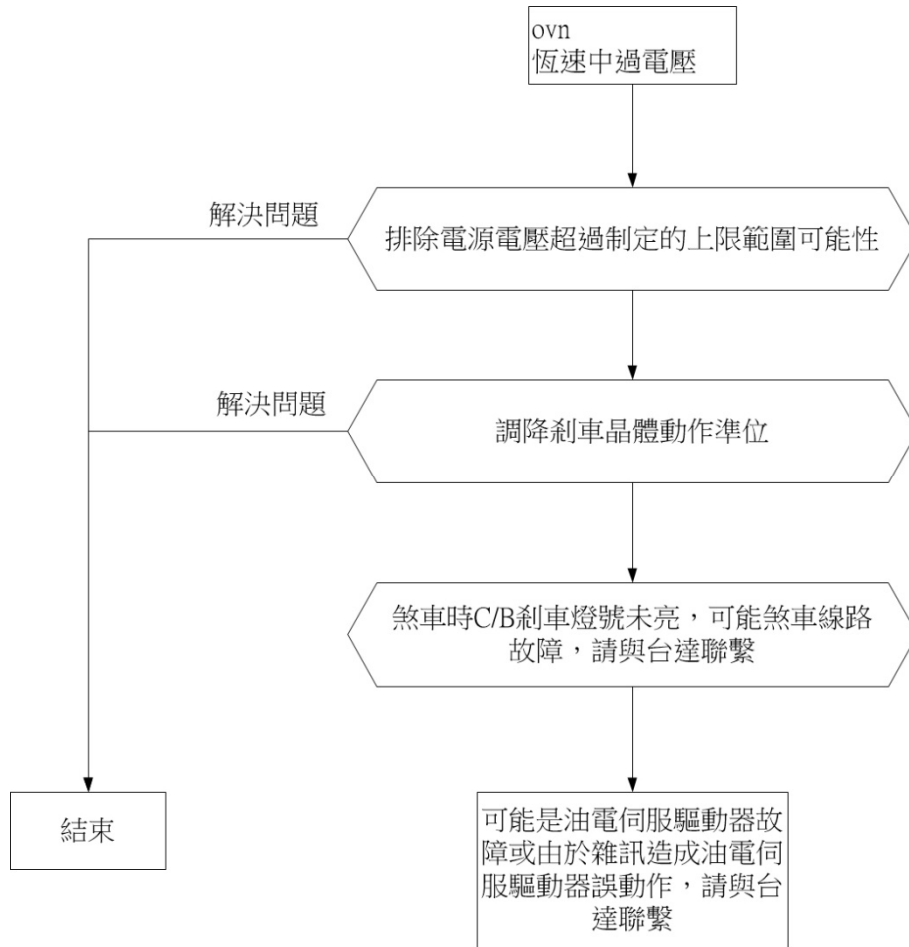 ovn
恆速中過電壓
解決問題
排除電源電壓超過制定的上限範圍可能性
解決問題
調降剎車晶體動作準位
煞車時C/B剎車燈號未亮，可能煞車線路
故障，請與台達聯繫
結束
可能是油電伺服驅動器故
障或由於雜訊造成油電伺
服驅動器誤動作，請與台
達聯繫